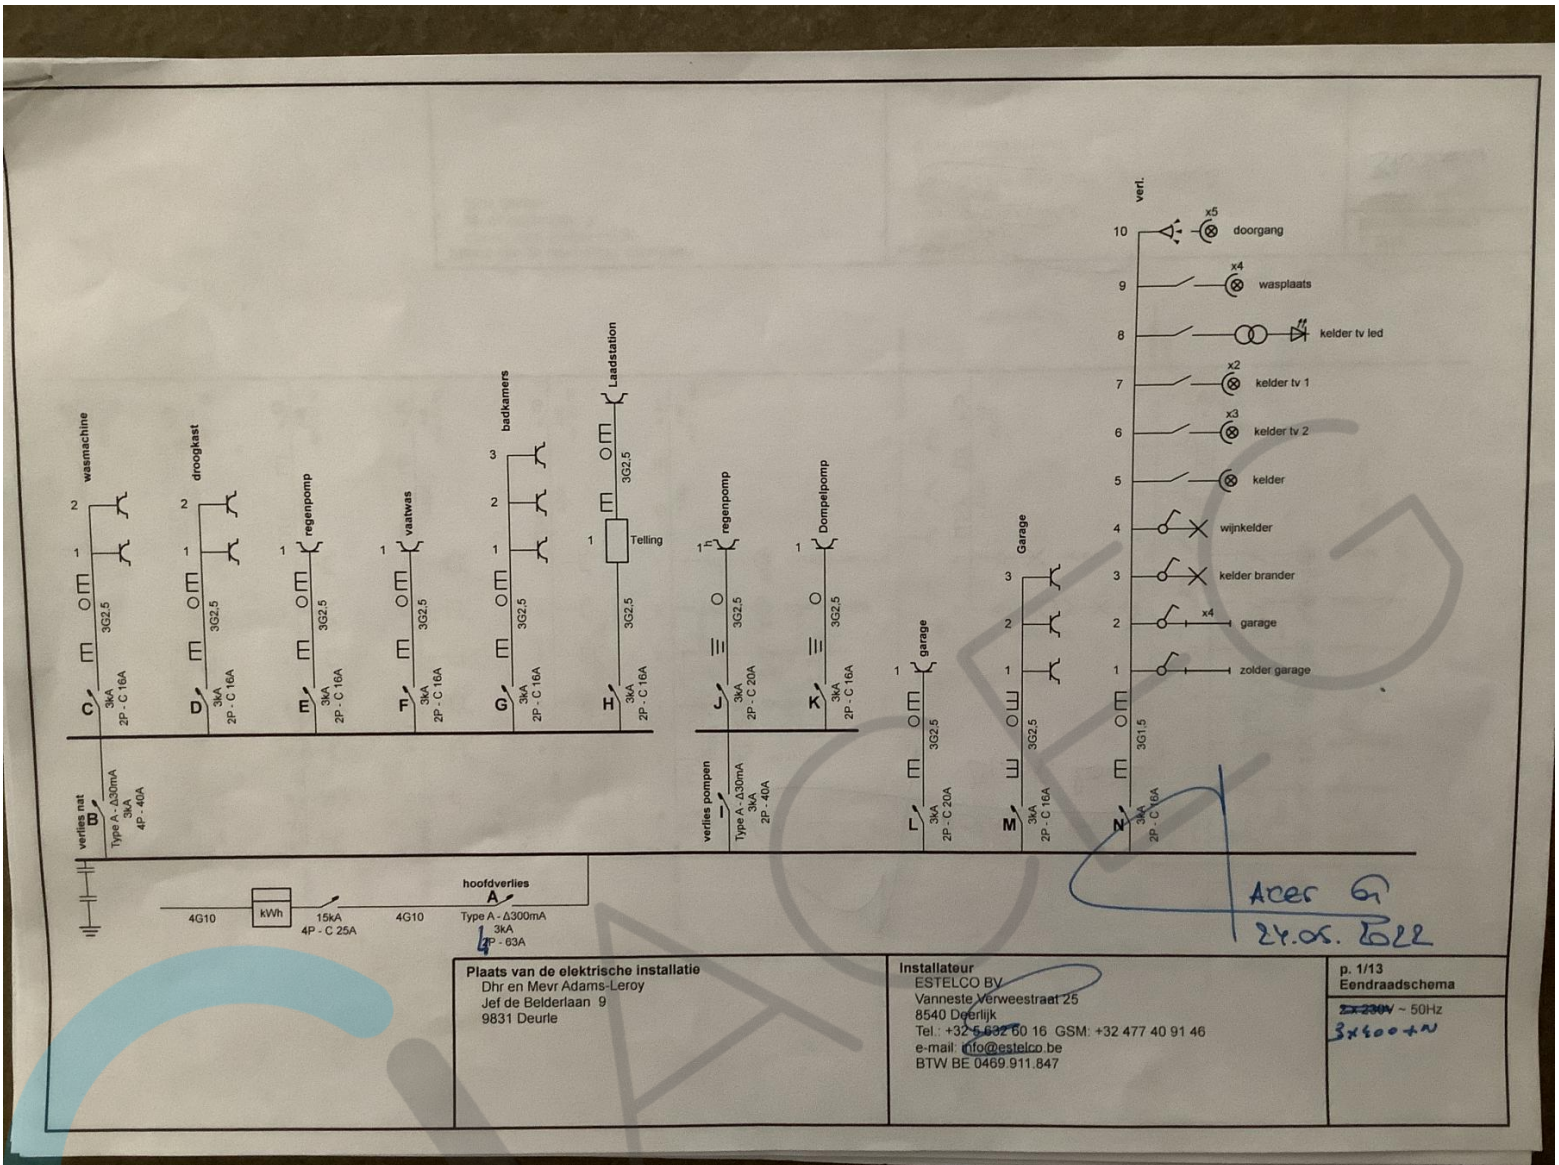 verl.
10 x5 doorgang
9 x4 wasplaats
8 kelder tv led
7 x2 kelder tv 1
6 x3 kelder tv 2
5 kelder
4 wijnkelder
3 kelder brander
2 x4 garage
1 zolder garage
3G1,5
N
3kA
2P - C 16A
wasmachine
2
1
3G2,5
C
3kA
2P - C 16A
droogkast
2
1
3G2,5
D
3kA
2P - C 16A
regenpomp
1
3G2,5
E
3kA
2P - C 16A
vaatwas
1
3G2,5
F
3kA
2P - C 16A
badkamers
3
2
1
3G2,5
G
3kA
2P - C 16A
Laadstation
3G2,5
1 Telling
3G2,5
H
3kA
2P - C 16A
regenpomp
1
h
3G2,5
J
3kA
2P - C 20A
Dompelpomp
1
3G2,5
K
3kA
2P - C 16A
garage
1
3G2,5
L
3kA
2P - C 20A
Garage
3
2
1
3G2,5
M
3kA
2P - C 16A
verlies nat
B
Type A - Δ30mA
3kA
4P - 40A
verlies pompen
I
Type A - Δ30mA
3kA
2P - 40A
4G10
kWh
15kA
4P - C 25A
4G10
hoofdverlies
A
Type A - Δ300mA
3kA
4P - 63A
24.05.2022
Plaats van de elektrische installatie
Dhr en Mevr Adams-Leroy
Jef de Belderlaan 9
9831 Deurle
Installateur
ESTELCO BV
Vanneste Verweestraat 25
8540 Deerlijk
Tel.: +32 5 632 60 16 GSM: +32 477 40 91 46
e-mail: info@estelco.be
BTW BE 0469.911.847
p. 1/13
Eendraadschema
2 x 230V ~ 50Hz
3x400+N